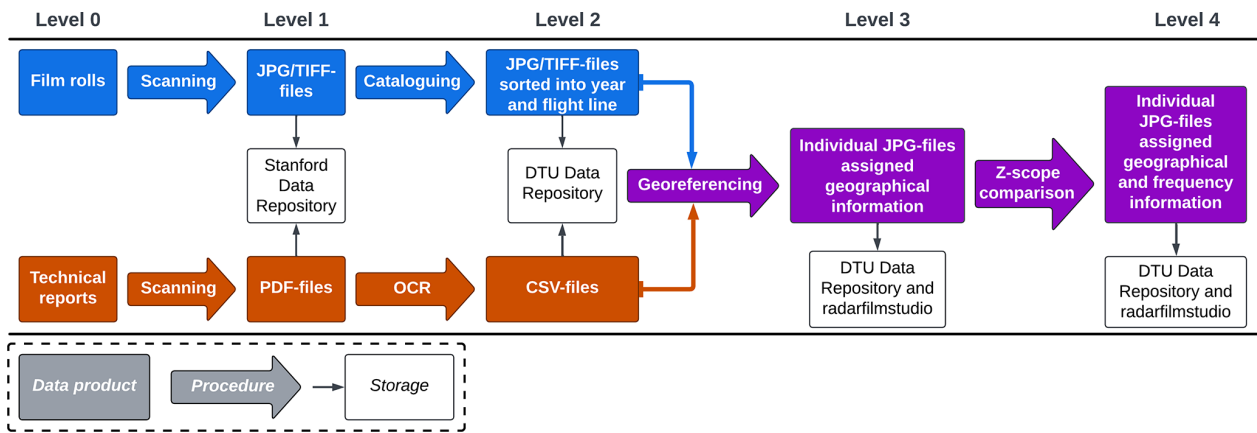 Level 0
Level 1
Level 2
Level 3
Level 4
Film rolls
Scanning
JPG/TIFF-
files
Cataloguing
JPG/TIFF-files
sorted into year
and flight line
Stanford
Data
Repository
DTU Data
Repository
Georeferencing
Individual JPG-files
assigned
geographical
information
Z-scope
comparison
Individual
JPG-files
assigned
geographical
and frequency
information
Technical
reports
Scanning
PDF-files
OCR
CSV-files
DTU Data
Repository and
radarfilmstudio
DTU Data
Repository and
radarfilmstudio
Data product
Procedure
Storage